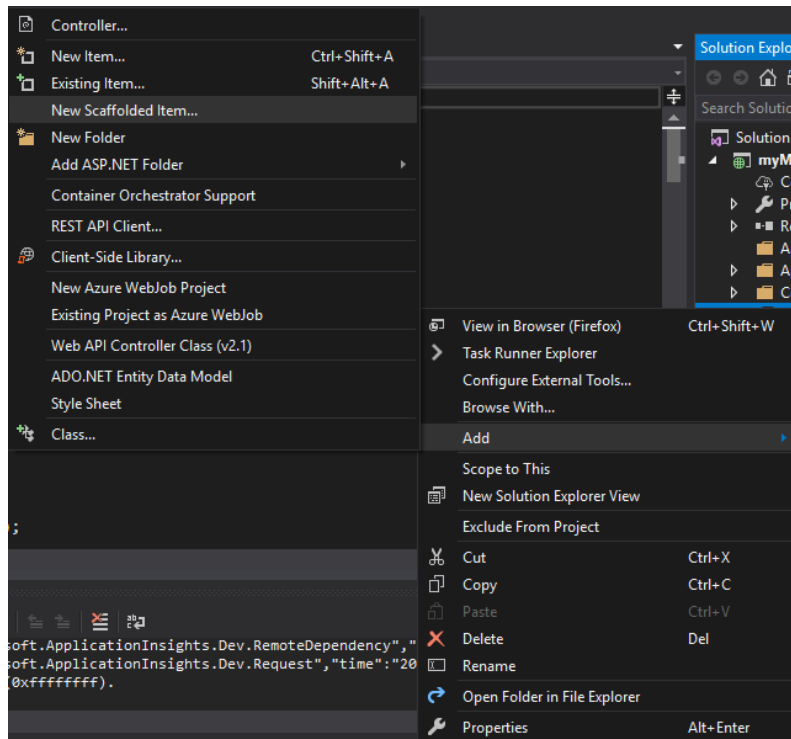 Controller...
New Item... Ctrl+Shift+A
Existing Item... Shift+Alt+A
New Scaffolded Item...
New Folder
Add ASP.NET Folder
Container Orchestrator Support
REST API Client...
Client-Side Library...
New Azure WebJob Project
Existing Project as Azure WebJob
Web API Controller Class (v2.1)
ADO.NET Entity Data Model
Style Sheet
Class...
Solution Explo
Search Solutio
Solution
myM
C
P
R
A
A
C
View in Browser (Firefox) Ctrl+Shift+W
Task Runner Explorer
Configure External Tools...
Browse With...
Add
Scope to This
New Solution Explorer View
Exclude From Project
Cut Ctrl+X
Copy Ctrl+C
Paste Ctrl+V
Delete Del
Rename
Open Folder in File Explorer
Properties Alt+Enter
;
soft.ApplicationInsights.Dev.RemoteDependency","
soft.ApplicationInsights.Dev.Request","time":"20
(0xffffffff).